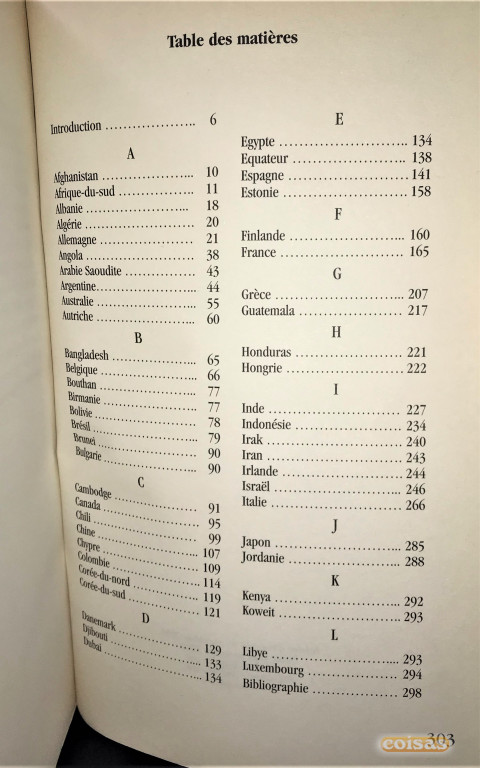 Table des matières
Introduction ..................... 6
A
Afghanistan ..................... 10
Afrique-du-sud ................ 11
Albanie ....................... 18
Algérie ........................ 20
Allemagne ..................... 21
Angola ........................ 38
Arabie Saoudite ............... 43
Argentine ..................... 44
Australie ..................... 55
Autriche ...................... 60
B
Bangladesh .................... 65
Belgique ...................... 66
Bouthan ....................... 77
Birmanie ...................... 77
Bolivie ....................... 78
Brésil ........................ 79
Brunei ........................ 90
Bulgarie ...................... 90
C
Cambodge ...................... 91
Canada ........................ 95
Chili ......................... 99
Chine ......................... 107
Chypre ........................ 109
Colombie ...................... 114
Corée-du-nord ................. 119
Corée-du-sud .................. 121
D
Danemark ...................... 129
Djibouti ...................... 133
Dubai ......................... 134
E
Egypte ........................ 134
Equateur ...................... 138
Espagne ....................... 141
Estonie ....................... 158
F
Finlande ...................... 160
France ........................ 165
G
Grèce ......................... 207
Guatemala ..................... 217
H
Honduras ...................... 221
Hongrie ....................... 222
I
Inde .......................... 227
Indonésie ..................... 234
Irak .......................... 240
Iran .......................... 243
Irlande ....................... 244
Israël ........................ 246
Italie ........................ 266
J
Japon ......................... 285
Jordanie ...................... 288
K
Kenya ......................... 292
Koweit ........................ 293
L
Libye ......................... 293
Luxembourg .................... 294
Bibliographie ................. 298
303
coisas